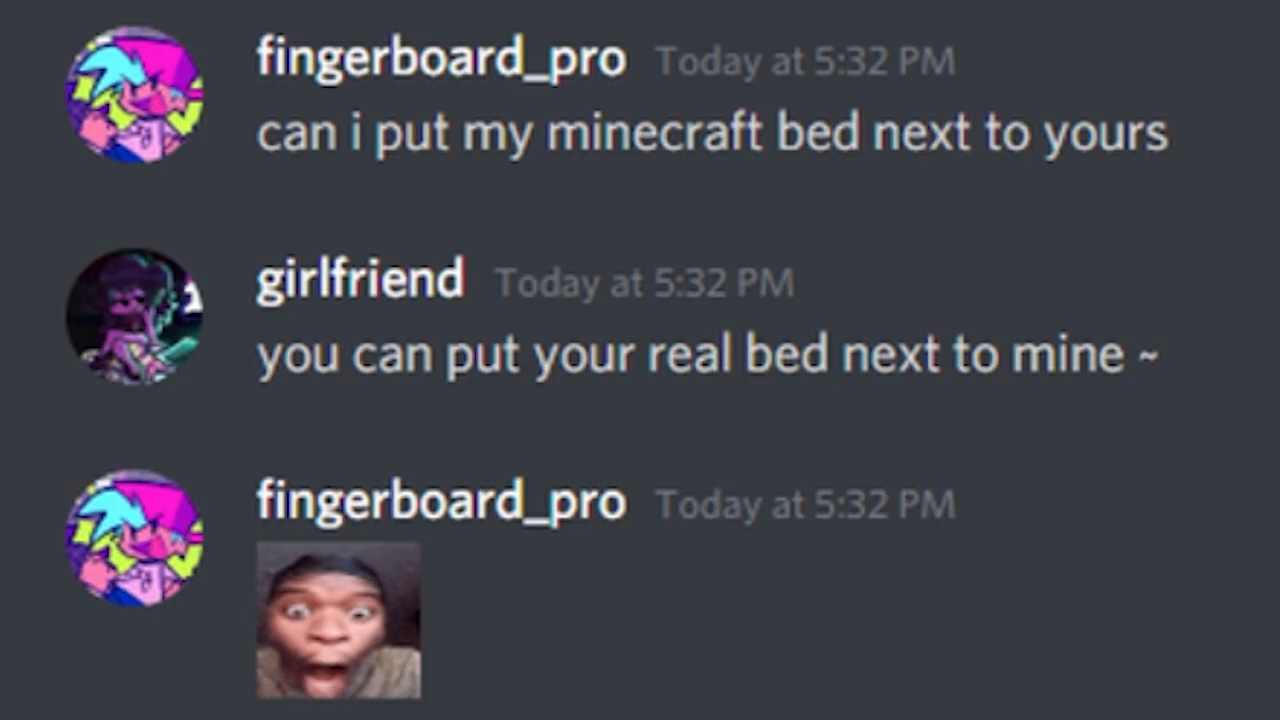 fingerboard_pro Today at 5:32 PM
can i put my minecraft bed next to yours
girlfriend Today at 5:32 PM
you can put your real bed next to mine ~
fingerboard_pro Today at 5:32 PM